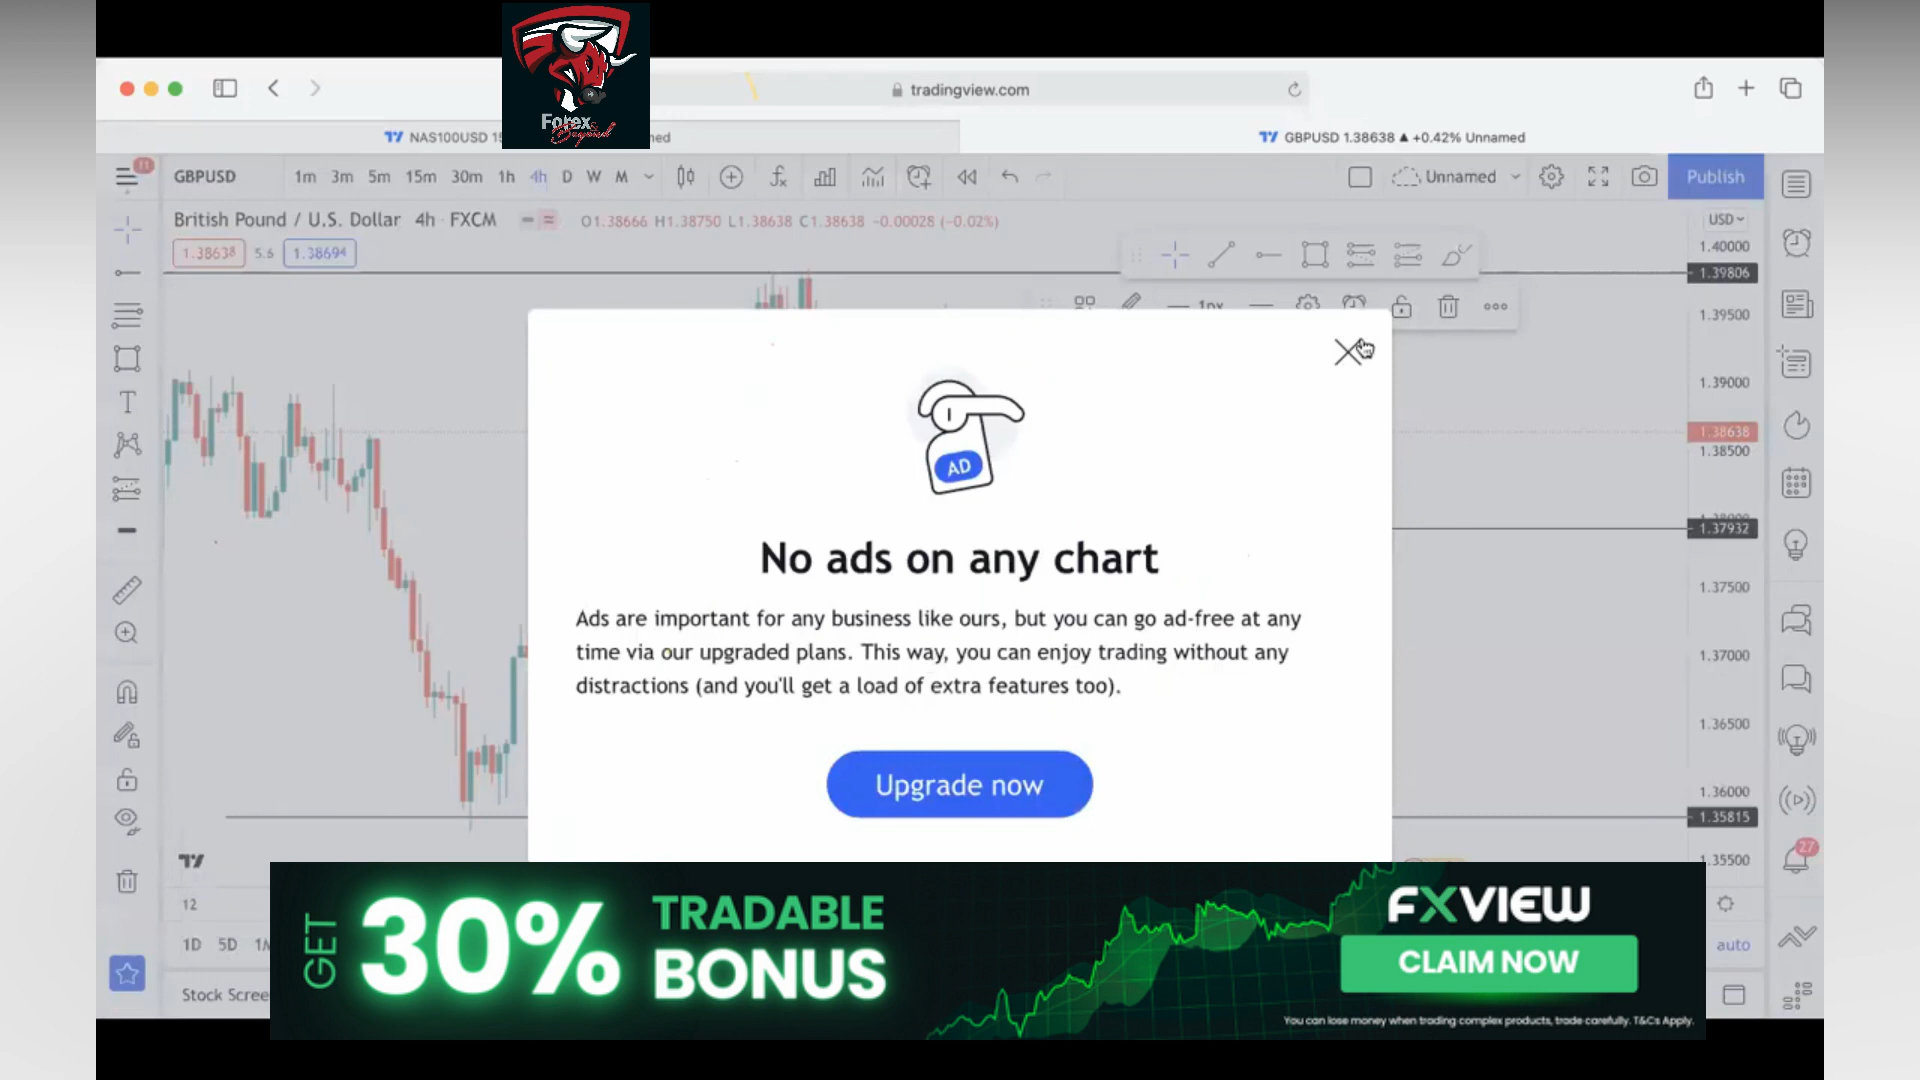 Forex
&
Beyond
tradingview.com
NAS100USD
GBPUSD 1.38638 ▲ +0.42% Unnamed
11
GBPUSD
1m 3m 5m 15m 30m 1h 4h D W M
Unnamed
Publish
British Pound / U.S. Dollar 4h · FXCM
O1.38666 H1.38750 L1.38638 C1.38638 -0.00028 (-0.02%)
USD
1.38638 5.6 1.38694
1.40000
1.39806
1px
1.39500
1.39000
1.38638
1.38500
1.37932
1.37500
1.37000
1.36500
1.36000
1.35815
1.35500
AD
No ads on any chart
Ads are important for any business like ours, but you can go ad-free at any
time via our upgraded plans. This way, you can enjoy trading without any
distractions (and you'll get a load of extra features too).
Upgrade now
27
12
1D 5D
auto
GET 30% TRADABLE
BONUS
FXVIEW
CLAIM NOW
You can lose money when trading complex products, trade carefully. T&Cs Apply.